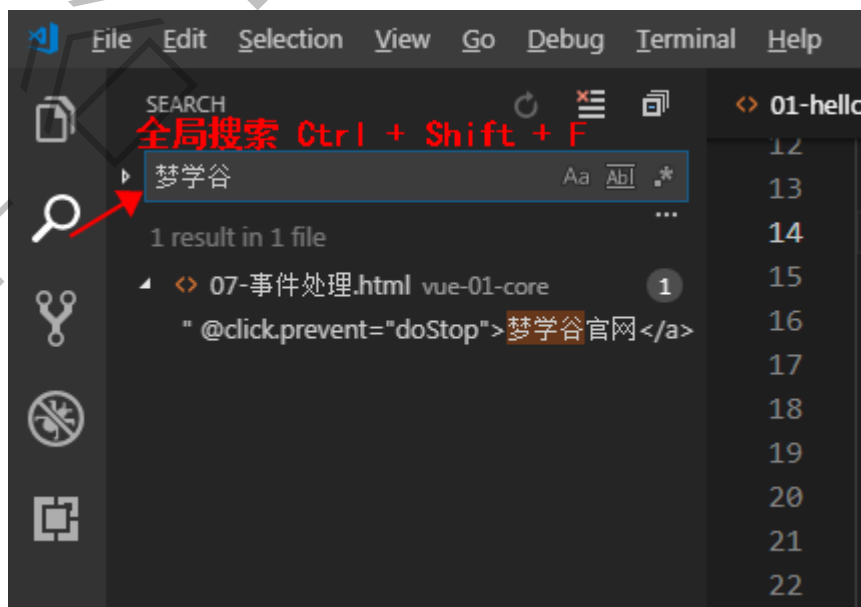 File Edit Selection View Go Debug Terminal Help
SEARCH
<> 01-hello
全局搜索 Ctrl + Shift + F
梦学谷 Aa Abl .*
...
1 result in 1 file
<> 07-事件处理.html vue-01-core 1
" @click.prevent="doStop">梦学谷官网</a>
12
13
14
15
16
17
18
19
20
21
22